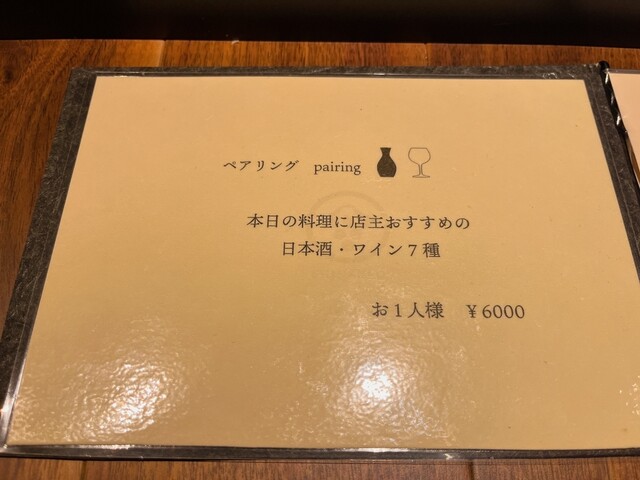 ペアリング pairing
本日の料理に店主おすすめの
日本酒・ワイン7種
お1人様 ¥6000